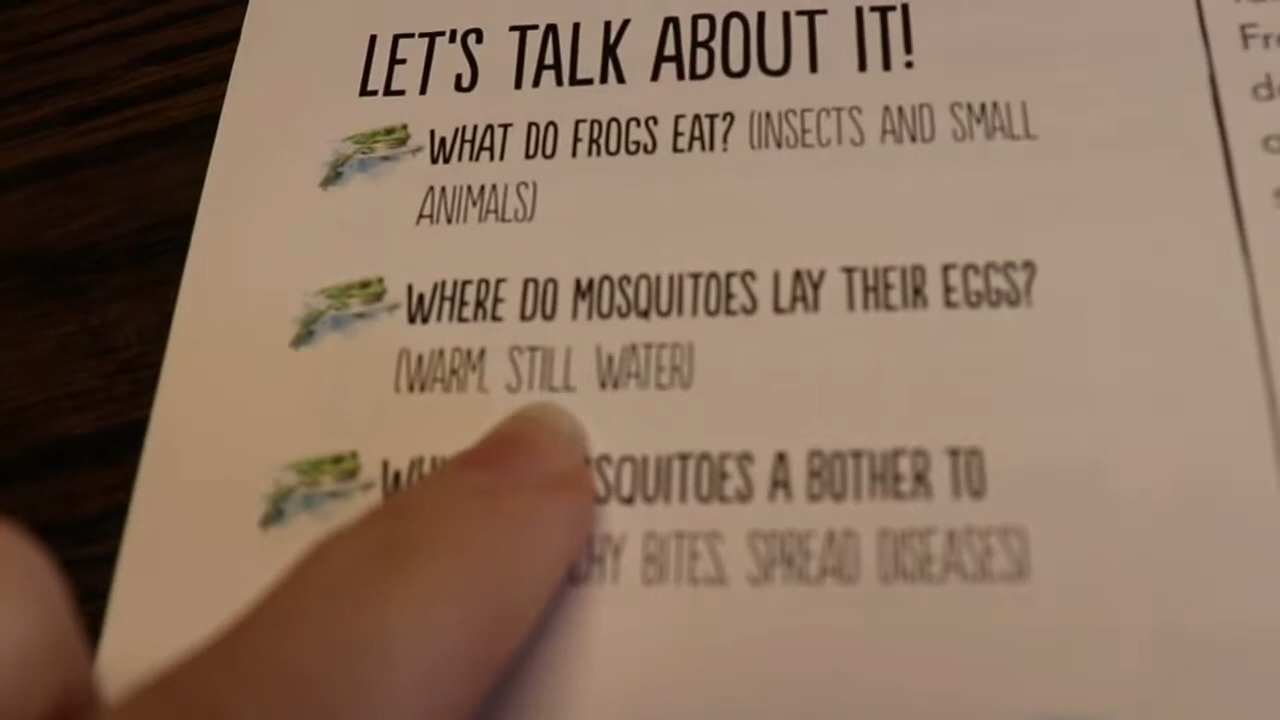 LET'S TALK ABOUT IT!
WHAT DO FROGS EAT? (INSECTS AND SMALL
ANIMALS)
WHERE DO MOSQUITOES LAY THEIR EGGS?
(WARM, STILL WATER)
A BOTHER TO
BITES, SPREAD DISEASES)